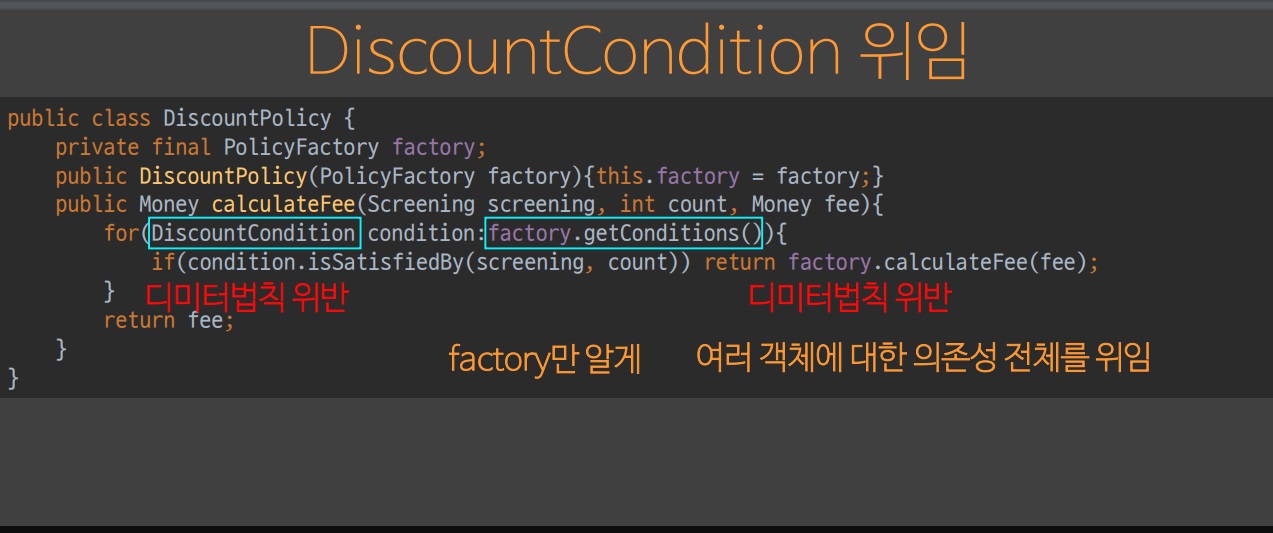 DiscountCondition 위임
public class DiscountPolicy {
    private final PolicyFactory factory;
    public DiscountPolicy(PolicyFactory factory){this.factory = factory;}
    public Money calculateFee(Screening screening, int count, Money fee){
        for(DiscountCondition condition:factory.getConditions()){
            if(condition.isSatisfiedBy(screening, count)) return factory.calculateFee(fee);
        } 디미터법칙 위반 디미터법칙 위반
        return fee;
    } factory만 알게 여러 객체에 대한 의존성 전체를 위임
}